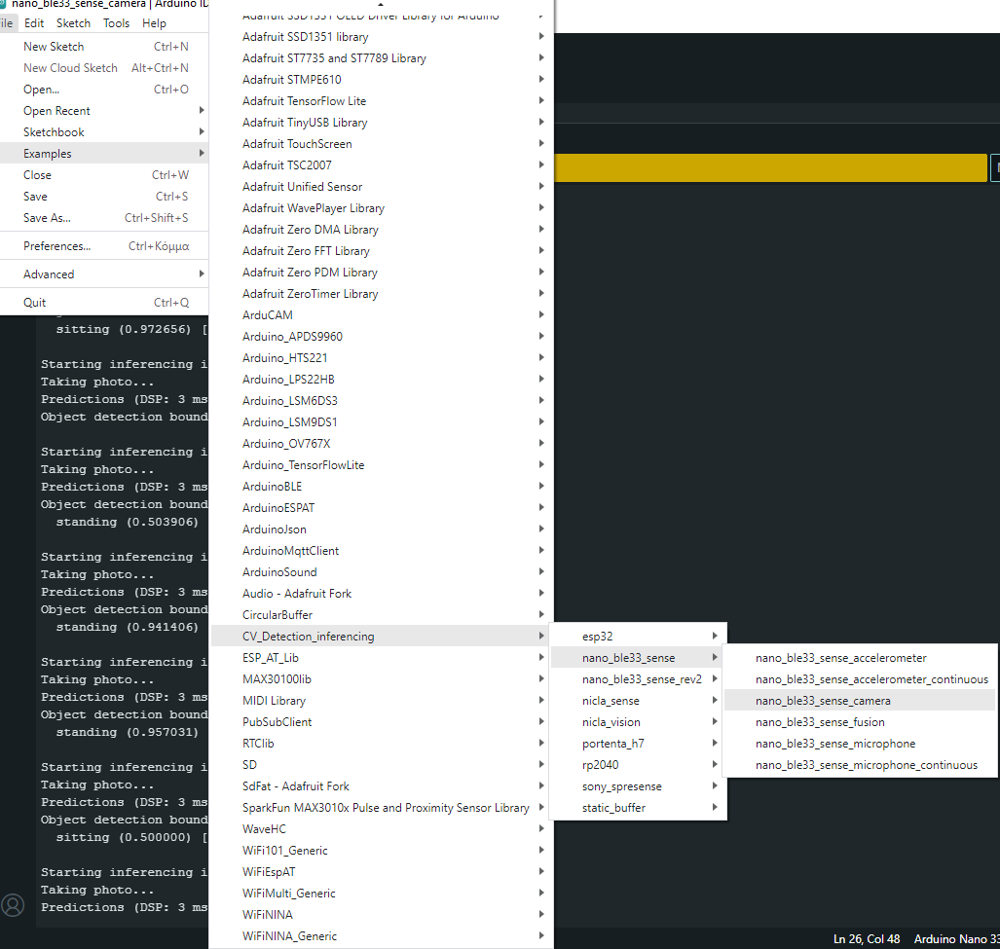 nano_ble33_sense_camera | Arduino ID
ile Edit Sketch Tools Help
New Sketch Ctrl+N
New Cloud Sketch Alt+Ctrl+N
Open... Ctrl+O
Open Recent
Sketchbook
Examples
Close Ctrl+W
Save Ctrl+S
Save As... Ctrl+Shift+S
Preferences... Ctrl+Κόμμα
Advanced
Quit Ctrl+Q
Adafruit SSD1331 OLED Driver Library for Arduino
Adafruit SSD1351 library
Adafruit ST7735 and ST7789 Library
Adafruit STMPE610
Adafruit TensorFlow Lite
Adafruit TinyUSB Library
Adafruit TouchScreen
Adafruit TSC2007
Adafruit Unified Sensor
Adafruit WavePlayer Library
Adafruit Zero DMA Library
Adafruit Zero FFT Library
Adafruit Zero PDM Library
Adafruit ZeroTimer Library
ArduCAM
Arduino_APDS9960
Arduino_HTS221
Arduino_LPS22HB
Arduino_LSM6DS3
Arduino_LSM9DS1
Arduino_OV767X
Arduino_TensorFlowLite
ArduinoBLE
ArduinoESPAT
ArduinoJson
ArduinoMqttClient
ArduinoSound
Audio - Adafruit Fork
CircularBuffer
CV_Detection_inferencing
ESP_AT_Lib
MAX30100lib
MIDI Library
PubSubClient
RTClib
SD
SdFat - Adafruit Fork
SparkFun MAX3010x Pulse and Proximity Sensor Library
WaveHC
WiFi101_Generic
WiFiEspAT
WiFiMulti_Generic
WiFiNINA
WiFiNINA_Generic
esp32
nano_ble33_sense
nano_ble33_sense_rev2
nicla_sense
nicla_vision
portenta_h7
rp2040
sony_spresense
static_buffer
nano_ble33_sense_accelerometer
nano_ble33_sense_accelerometer_continuous
nano_ble33_sense_camera
nano_ble33_sense_fusion
nano_ble33_sense_microphone
nano_ble33_sense_microphone_continuous
sitting (0.972656) [
Starting inferencing i
Taking photo...
Predictions (DSP: 3 ms
Object detection bound
Starting inferencing i
Taking photo...
Predictions (DSP: 3 ms
Object detection bound
standing (0.503906)
Starting inferencing i
Taking photo...
Predictions (DSP: 3 ms
Object detection bound
standing (0.941406)
Starting inferencing i
Taking photo...
Predictions (DSP: 3 ms
Object detection bound
standing (0.957031)
Starting inferencing i
Taking photo...
Predictions (DSP: 3 ms
Object detection bound
sitting (0.500000) [
Starting inferencing i
Taking photo...
Predictions (DSP: 3 ms
Ln 26, Col 48 Arduino Nano 33